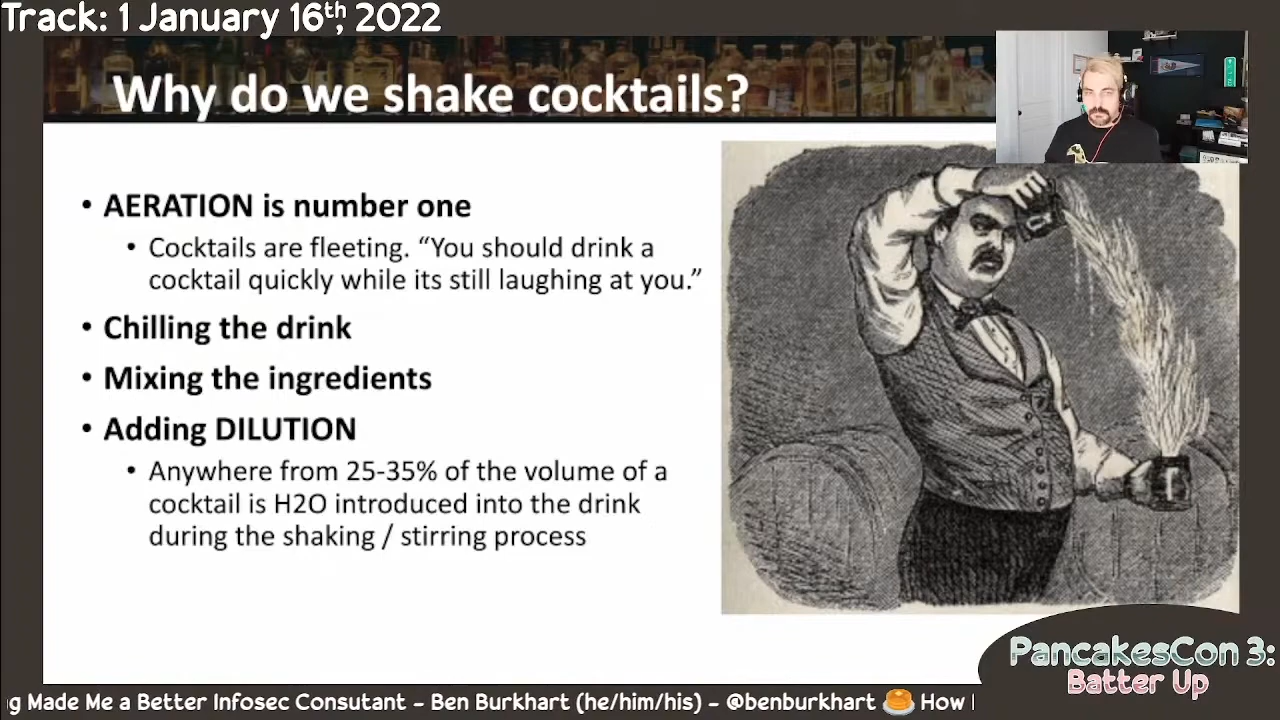 Track: 1 January 16th, 2022
Why do we shake cocktails?
• AERATION is number one
• Cocktails are fleeting. “You should drink a
cocktail quickly while its still laughing at you.”
• Chilling the drink
• Mixing the ingredients
• Adding DILUTION
• Anywhere from 25-35% of the volume of a
cocktail is H2O introduced into the drink
during the shaking / stirring process
PancakesCon 3:
Batter Up
g Made Me a Better Infosec Consutant - Ben Burkhart (he/him/his) - @benburkhart 🥞 How